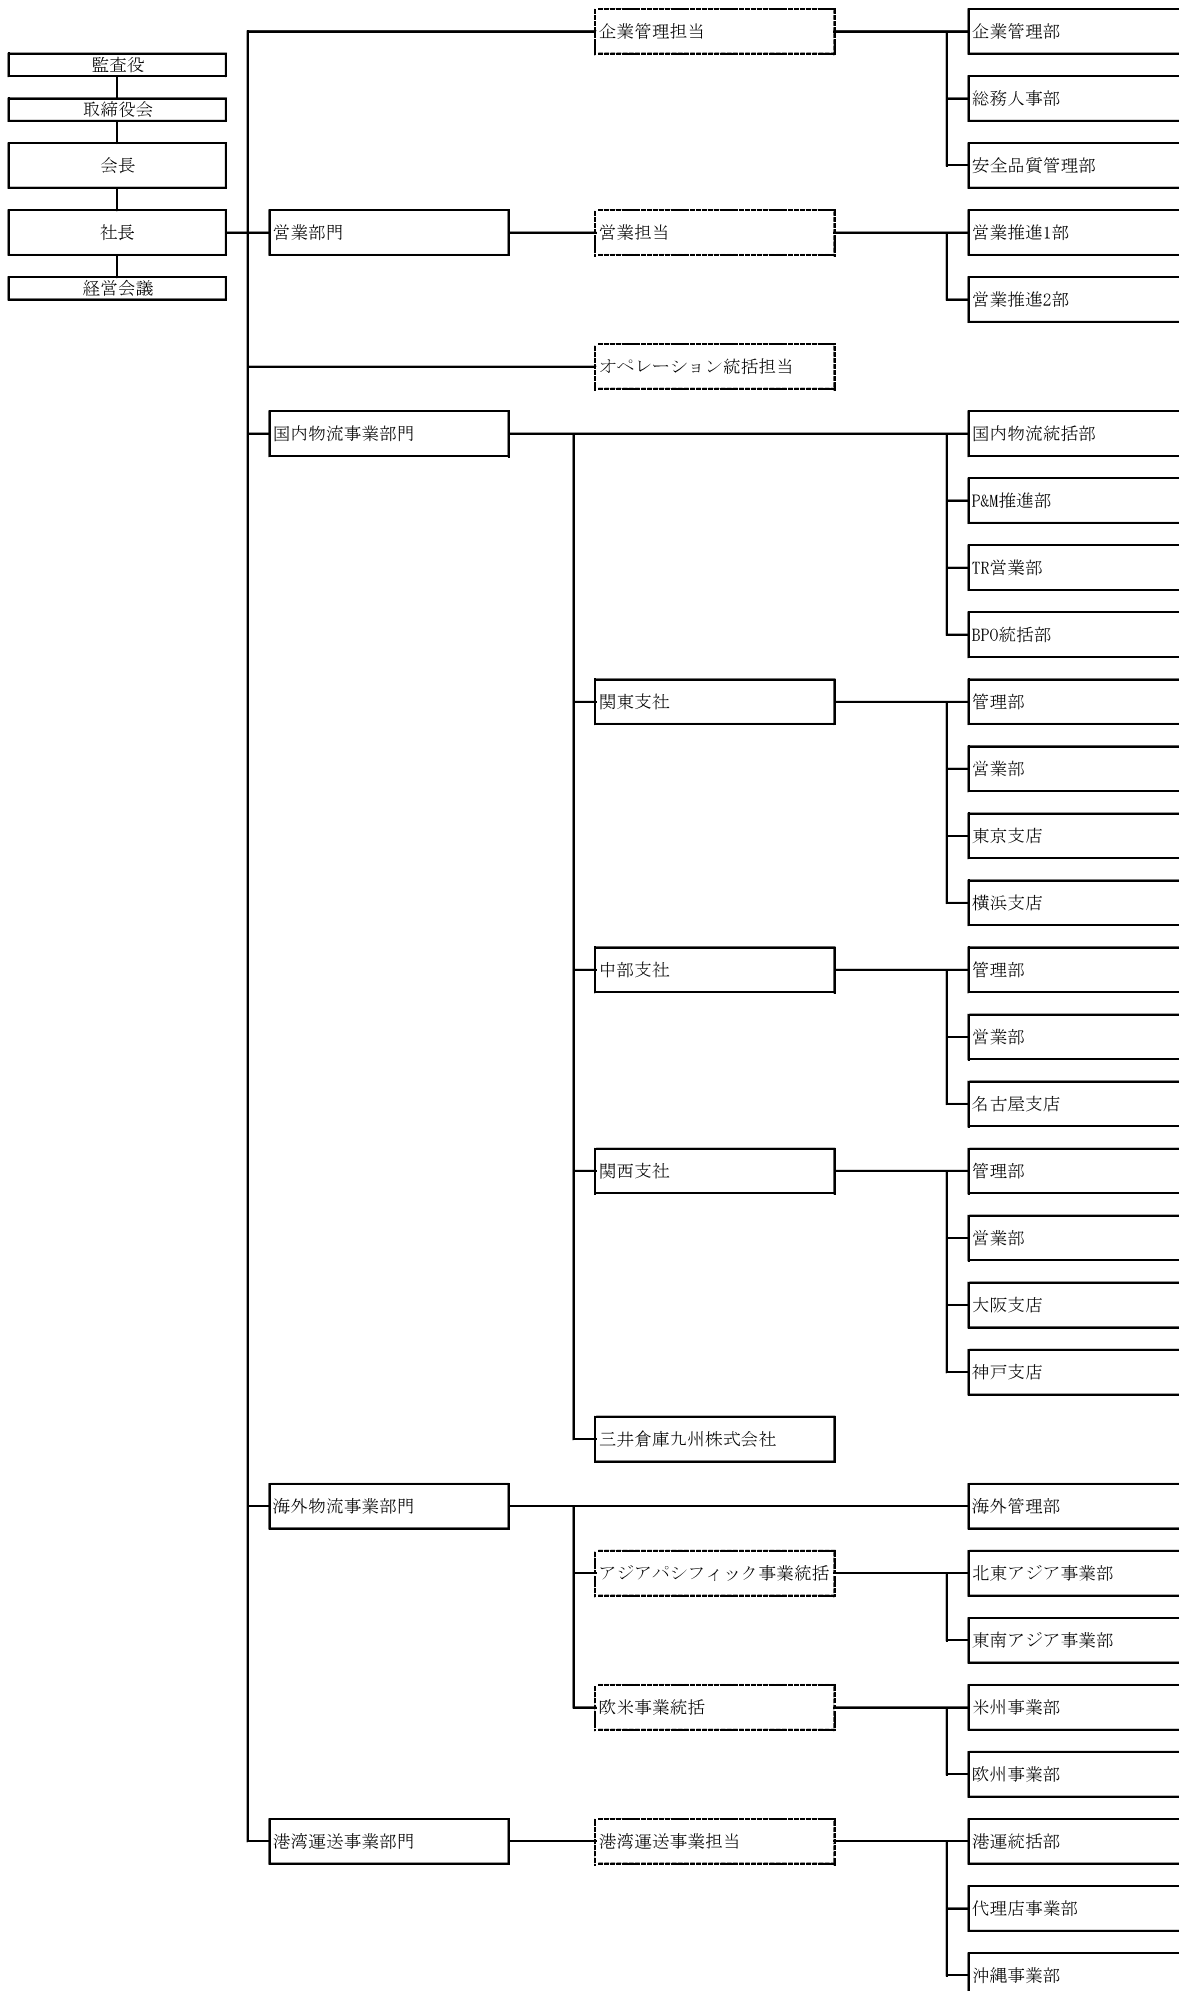 監査役
取締役会
会長
社長
経営会議
企業管理担当
企業管理部
総務人事部
安全品質管理部
営業部門
営業担当
営業推進1部
営業推進2部
オペレーション統括担当
国内物流事業部門
国内物流統括部
P&M推進部
TR営業部
BPO統括部
関東支社
管理部
営業部
東京支店
横浜支店
中部支社
管理部
営業部
名古屋支店
関西支社
管理部
営業部
大阪支店
神戸支店
三井倉庫九州株式会社
海外物流事業部門
海外管理部
アジアパシフィック事業統括
北東アジア事業部
東南アジア事業部
欧米事業統括
米州事業部
欧州事業部
港湾運送事業部門
港湾運送事業担当
港運統括部
代理店事業部
沖縄事業部